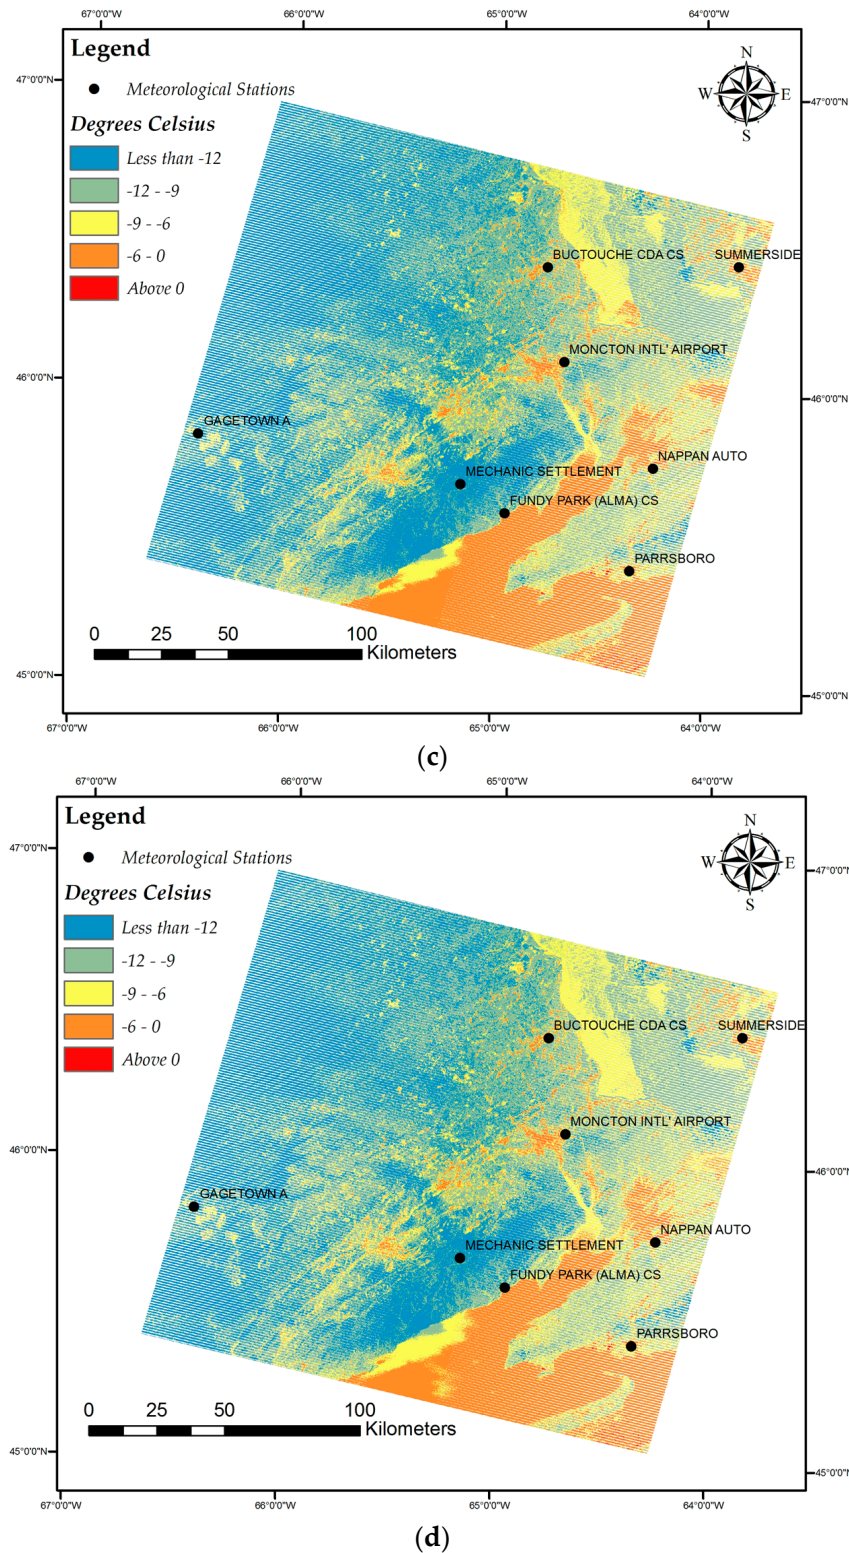 67°0'0"W 66°0'0"W 65°0'0"W 64°0'0"W
Legend
Meteorological Stations
Degrees Celsius
Less than -12
-12 - -9
-9 - -6
-6 - 0
Above 0
N
W E
S
47°0'0"N
47°0'0"N
46°0'0"N
46°0'0"N
45°0'0"N
45°0'0"N
BUCTOUCHE CDA CS
SUMMERSIDE
MONCTON INTL' AIRPORT
GAGETOWN A
NAPPAN AUTO
MECHANIC SETTLEMENT
FUNDY PARK (ALMA) CS
PARRSBORO
0 25 50 100
Kilometers
67°0'0"W 66°0'0"W 65°0'0"W 64°0'0"W
(c)
67°0'0"W 66°0'0"W 65°0'0"W 64°0'0"W
Legend
Meteorological Stations
Degrees Celsius
Less than -12
-12 - -9
-9 - -6
-6 - 0
Above 0
N
W E
S
47°0'0"N
47°0'0"N
46°0'0"N
46°0'0"N
45°0'0"N
45°0'0"N
BUCTOUCHE CDA CS
SUMMERSIDE
MONCTON INTL' AIRPORT
GAGETOWN A
NAPPAN AUTO
MECHANIC SETTLEMENT
FUNDY PARK (ALMA) CS
PARRSBORO
0 25 50 100
Kilometers
67°0'0"W 66°0'0"W 65°0'0"W 64°0'0"W
(d)